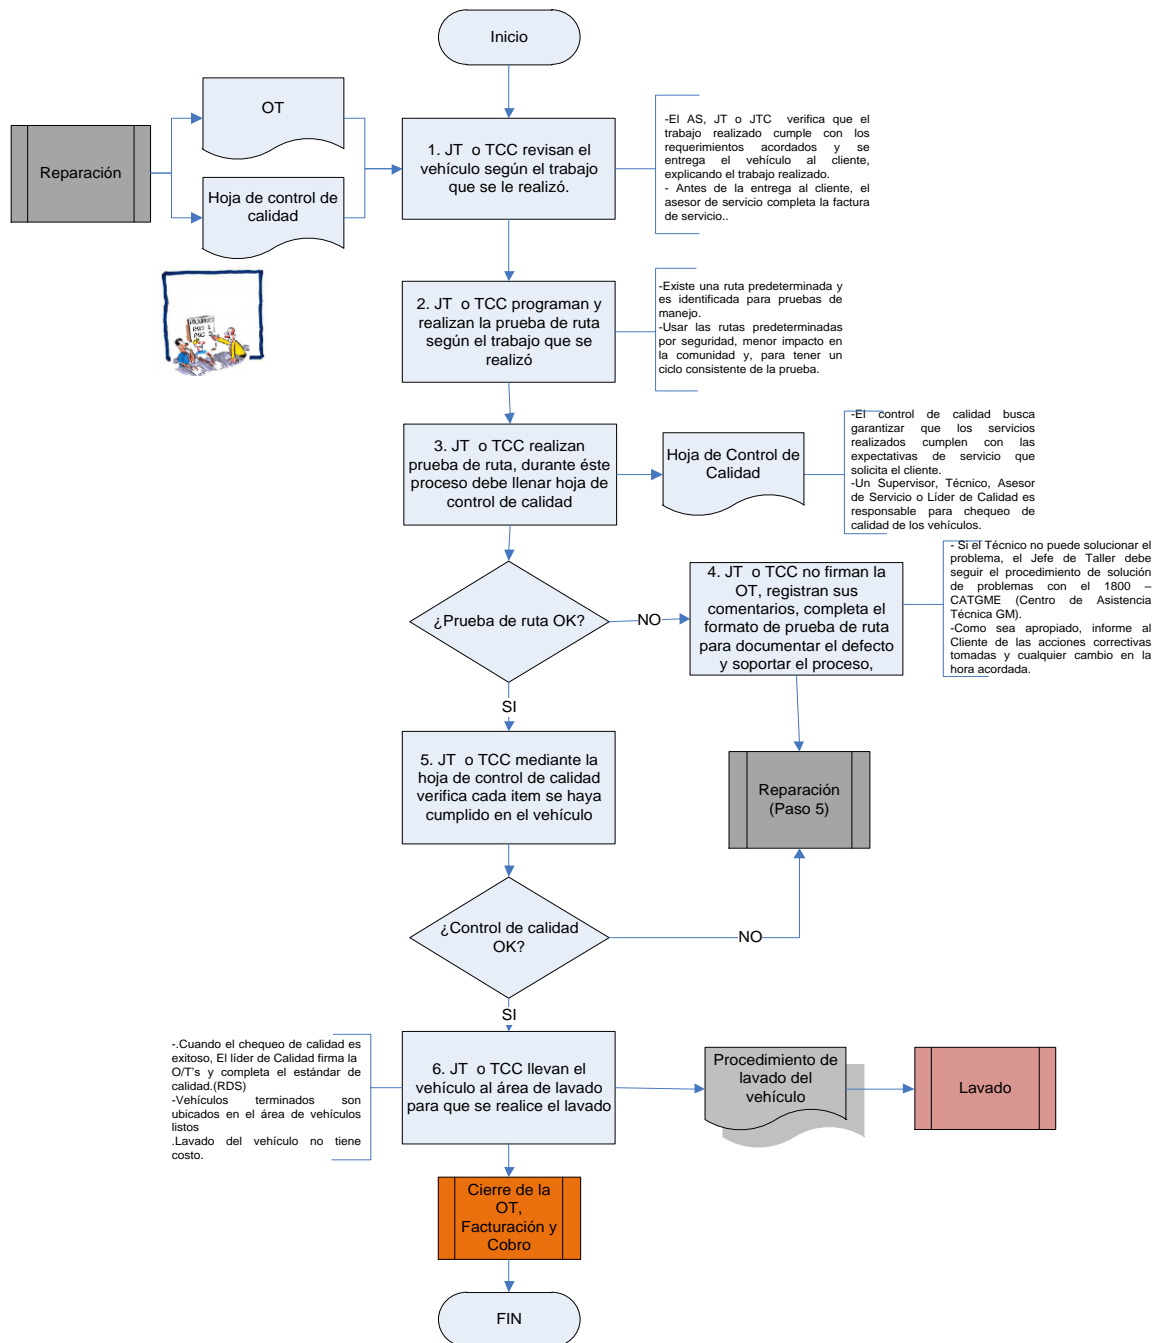 Inicio
OT
Reparación
Hoja de control de
calidad
1. JT  o TCC revisan el
vehículo según el trabajo
que se le realizó.
-El AS, JT o JTC  verifica que el
trabajo realizado cumple con los
requerimientos acordados y se
entrega el vehículo al cliente,
explicando el trabajo realizado.
- Antes de la entrega al cliente, el
asesor de servicio completa la factura
de servicio..
2. JT  o TCC programan y
realizan la prueba de ruta
según el trabajo que se
realizó
-Existe una ruta predeterminada y
es identificada para pruebas de
manejo.
-Usar las rutas predeterminadas
por seguridad, menor impacto en
la comunidad y, para tener un
ciclo consistente de la prueba.
3. JT  o TCC realizan
prueba de ruta, durante éste
proceso debe llenar hoja de
control de calidad
Hoja de Control de
Calidad
-El control de calidad busca
garantizar que los servicios
realizados cumplen con las
expectativas de servicio que
solicita el cliente.
-Un Supervisor, Técnico, Asesor
de Servicio o Líder de Calidad es
responsable para chequeo de
calidad de los vehículos.
¿Prueba de ruta OK?
NO
4. JT  o TCC no firman la
OT, registran sus
comentarios, completa el
formato de prueba de ruta
para documentar el defecto
y soportar el proceso,
- Si el Técnico no puede solucionar el
problema, el Jefe de Taller debe
seguir el procedimiento de solución
de problemas con el 1800 –
CATGME (Centro de Asistencia
Técnica GM).
-Como sea apropiado, informe al
Cliente de las acciones correctivas
tomadas y cualquier cambio en la
hora acordada.
SI
5. JT  o TCC mediante la
hoja de control de calidad
verifica cada item se haya
cumplido en el vehículo
Reparación
(Paso 5)
¿Control de calidad
OK?
NO
SI
-.Cuando el chequeo de calidad es
exitoso, El líder de Calidad firma la
O/T's y completa el estándar de
calidad.(RDS)
-Vehículos terminados son
ubicados en el área de vehículos
listos
.Lavado del vehículo no tiene
costo.
6. JT  o TCC llevan el
vehículo al área de lavado
para que se realice el lavado
Procedimiento de
lavado del
vehículo
Lavado
Cierre de la
OT,
Facturación y
Cobro
FIN